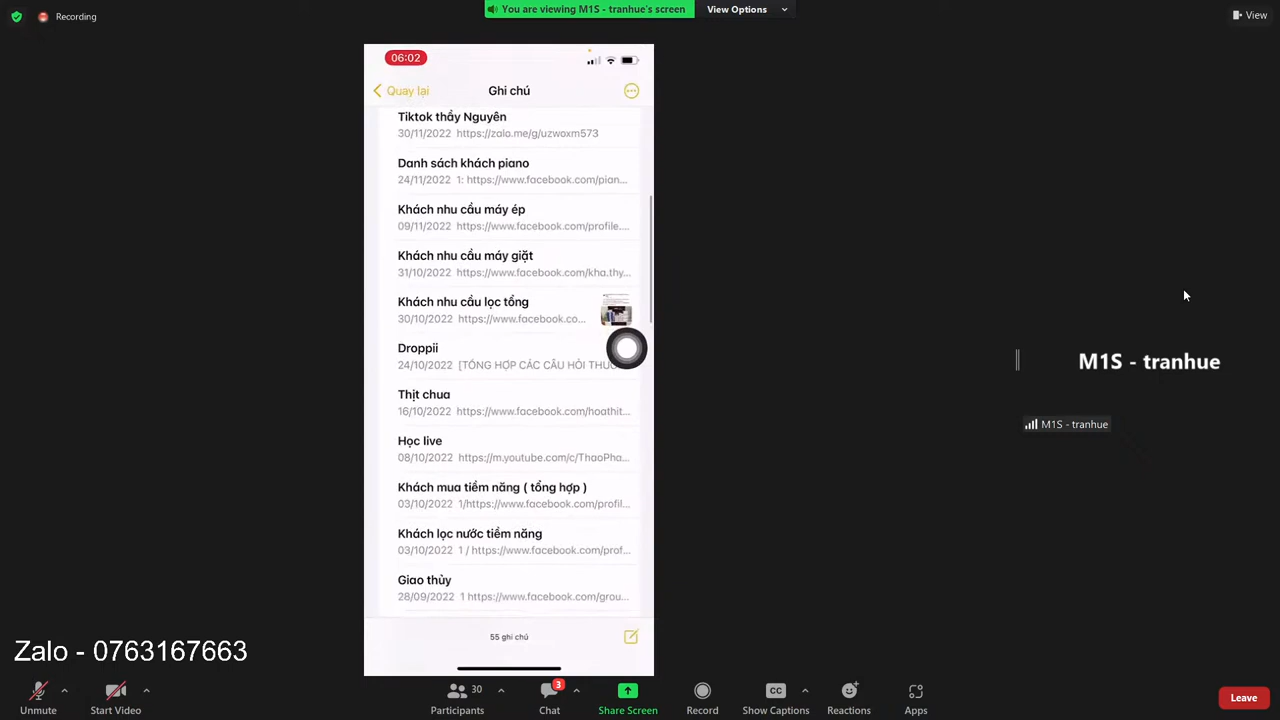 Recording
You are viewing M1S - tranhue's screen
View Options
View
06:02
Quay lại
Ghi chú
Tiktok thầy Nguyên
30/11/2022 https://zalo.me/g/uzwoxm573
Danh sách khách piano
24/11/2022 1: https://www.facebook.com/pian...
Khách nhu cầu máy ép
09/11/2022 https://www.facebook.com/profile....
Khách nhu cầu máy giặt
31/10/2022 https://www.facebook.com/kha.thy...
Khách nhu cầu lọc tổng
30/10/2022 https://www.facebook.co...
Droppii
24/10/2022 [TỔNG HỢP CÁC CÂU HỎI THƯ
Thịt chua
16/10/2022 https://www.facebook.com/hoathit...
Học live
08/10/2022 https://m.youtube.com/c/ThaoPha...
Khách mua tiềm năng ( tổng hợp )
03/10/2022 1/https://www.facebook.com/profil...
Khách lọc nước tiềm năng
03/10/2022 1 / https://www.facebook.com/prof...
Giao thủy
28/09/2022 1 https://www.facebook.com/grou...
55 ghi chú
M1S - tranhue
M1S - tranhue
Zalo - 0763167663
Unmute
Start Video
30
Participants
3
Chat
Share Screen
Record
CC
Show Captions
Reactions
Apps
Leave